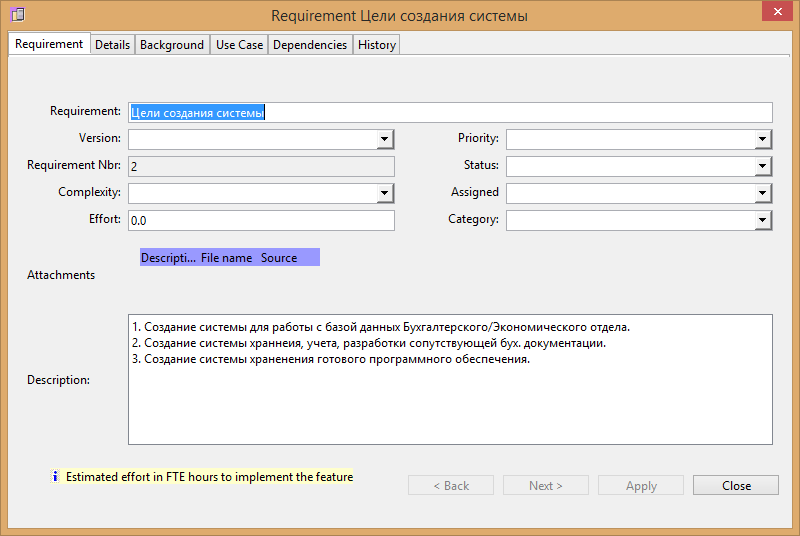 Requirement Цели создания системы
Requirement Details Background Use Case Dependencies History
Requirement: Цели создания системы
Version: Priority:
Requirement Nbr: 2 Status:
Complexity: Assigned
Effort: 0.0 Category:
Descripti... File name Source
Attachments
1. Создание системы для работы с базой данных Бухгалтерского/Экономического отдела.
2. Создание системы храннеия, учета, разработки сопутствующей бух. документации.
3. Создание системы храненения готового программного обеспечения.
Description:
i Estimated effort in FTE hours to implement the feature
< Back Next > Apply Close